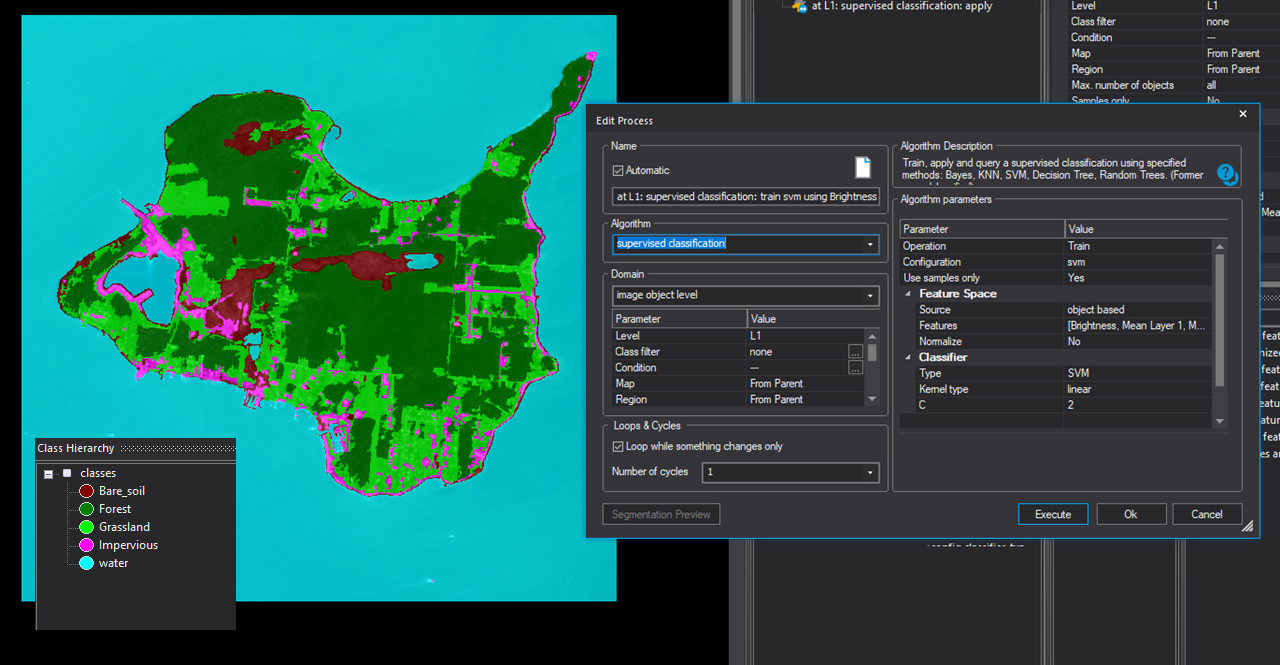 at L1: supervised classification: apply
Level L1
Class filter none
Condition ---
Map From Parent
Region From Parent
Max. number of objects all
Samples only No
Edit Process
Name
Automatic
at L1: supervised classification: train svm using Brightness
Algorithm
supervised classification
Domain
image object level
Parameter Value
Level L1
Class filter none ...
Condition --- ...
Map From Parent
Region From Parent
Loops & Cycles
Loop while something changes only
Number of cycles 1
Segmentation Preview
Algorithm Description
Train, apply and query a supervised classification using specified
methods: Bayes, KNN, SVM, Decision Tree, Random Trees. (Former
Algorithm parameters
Parameter Value
Operation Train
Configuration svm
Use samples only Yes
Feature Space
Source object based
Features [Brightness, Mean Layer 1, M...
Normalize No
Classifier
Type SVM
Kernel type linear
C 2
Execute Ok Cancel
Class Hierarchy
classes
Bare_soil
Forest
Grassland
Impervious
water